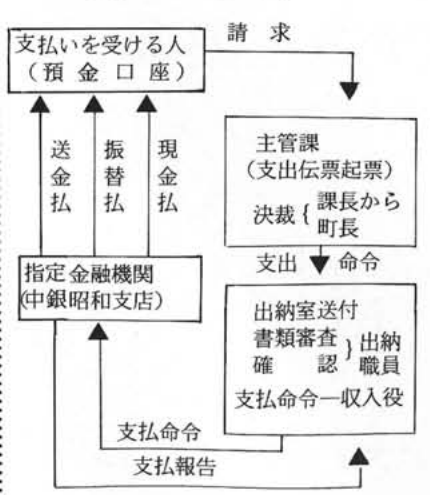 支払いを受ける人
(預金口座)
請求
主管課
(支出伝票起票)
決裁{課長から
町長
支出 命令
出納室送付
書類審査
確認
}出納
職員
支払命令―収入役
送金払
振替払
現金払
指定金融機関
(中銀昭和支店)
支払命令
支払報告